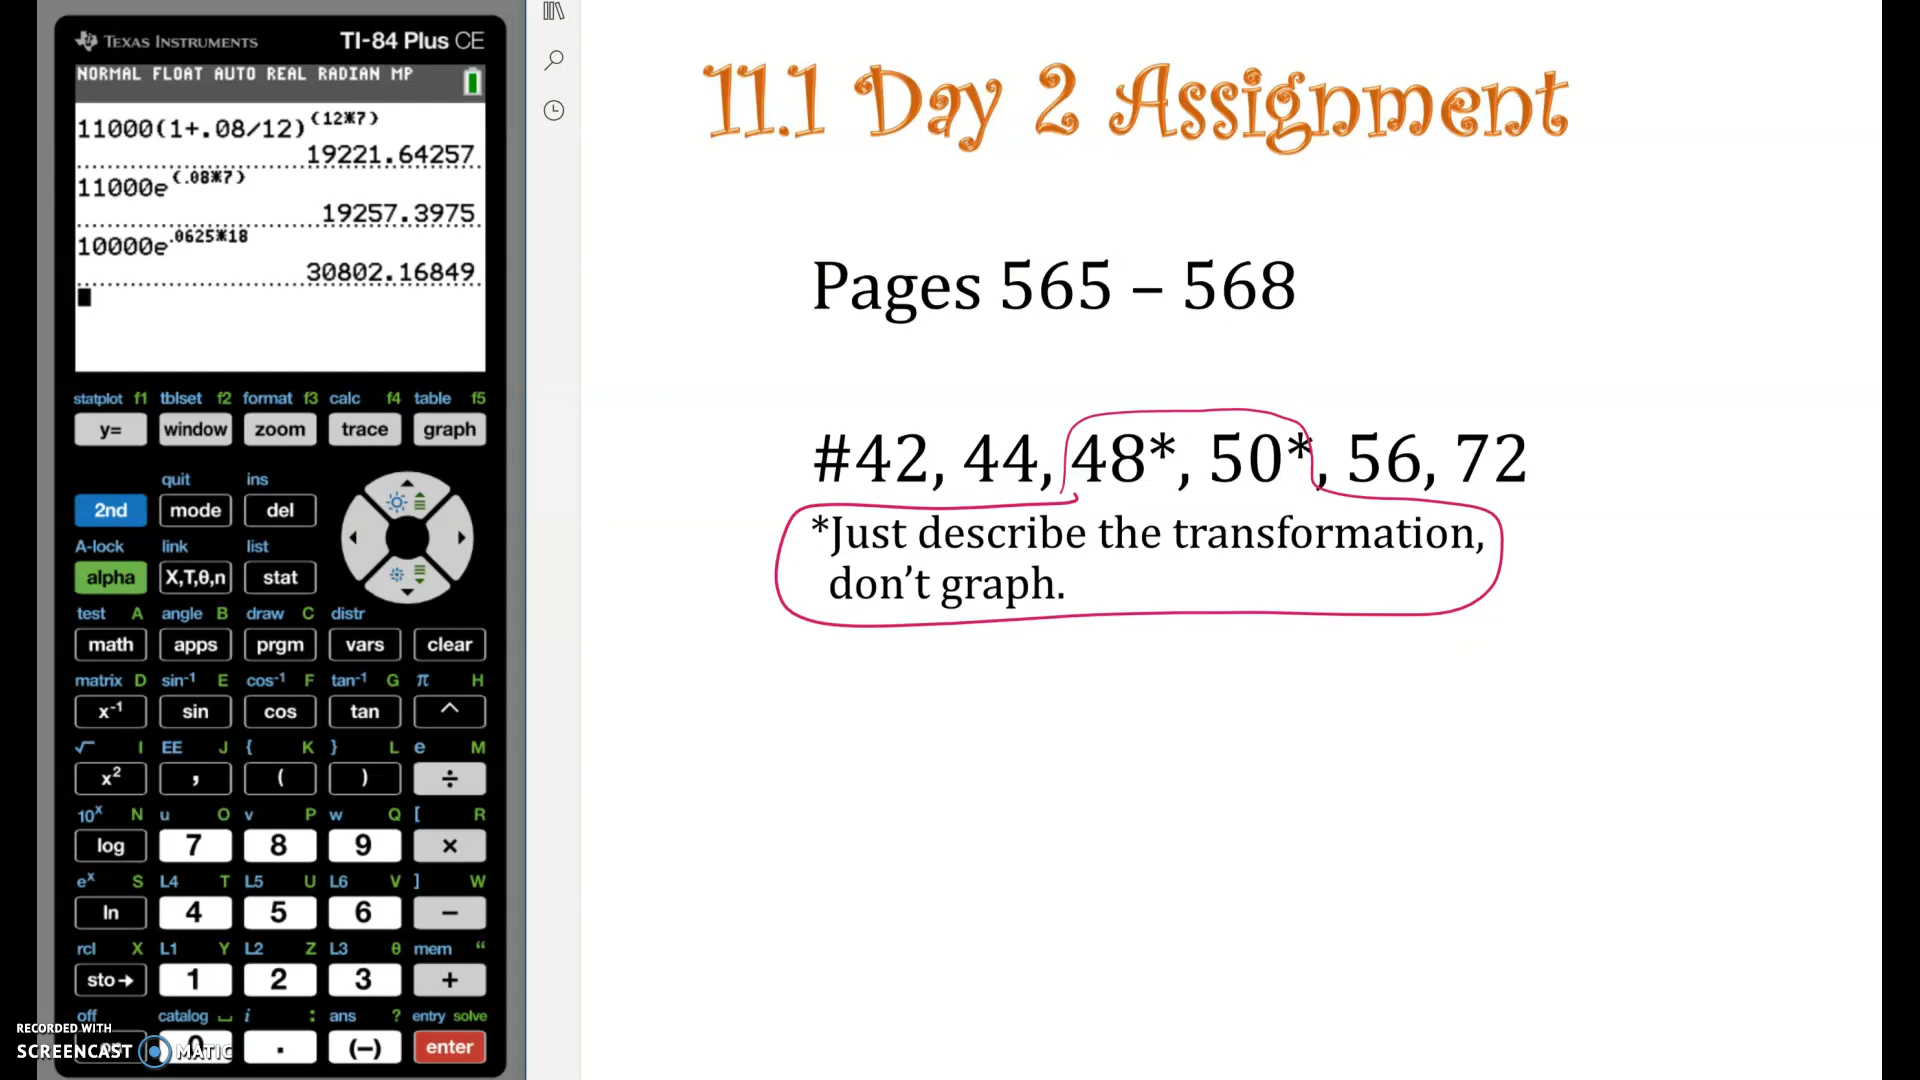 TEXAS INSTRUMENTS TI-84 Plus CE
NORMAL FLOAT AUTO REAL RADIAN MP
11000(1+.08/12)^(12*7)
19221.64257
11000e^(.08*7)
19257.3975
10000e^.0625*18
30802.16849
statplot f1 tblset f2 format f3 calc f4 table f5
y= window zoom trace graph
quit ins
2nd mode del
A-lock link list
alpha X,T,θ,n stat
test A angle B draw C distr
math apps prgm vars clear
matrix D sin⁻¹ E cos⁻¹ F tan⁻¹ G π H
x⁻¹ sin cos tan ^
√ I EE J { K } L e M
x² , ( ) ÷
10ˣ N u O v P w Q [ R
log 7 8 9 ×
eˣ S L4 T L5 U L6 V ] W
ln 4 5 6 −
rcl X L1 Y L2 Z L3 θ mem “
sto→ 1 2 3 +
off catalog ⎵ i : ans ? entry solve
on 0 . (−) enter
RECORDED WITH
SCREENCAST MATIC
11.1 Day 2 Assignment
Pages 565 – 568
#42, 44, 48*, 50*, 56, 72
*Just describe the transformation,
don’t graph.